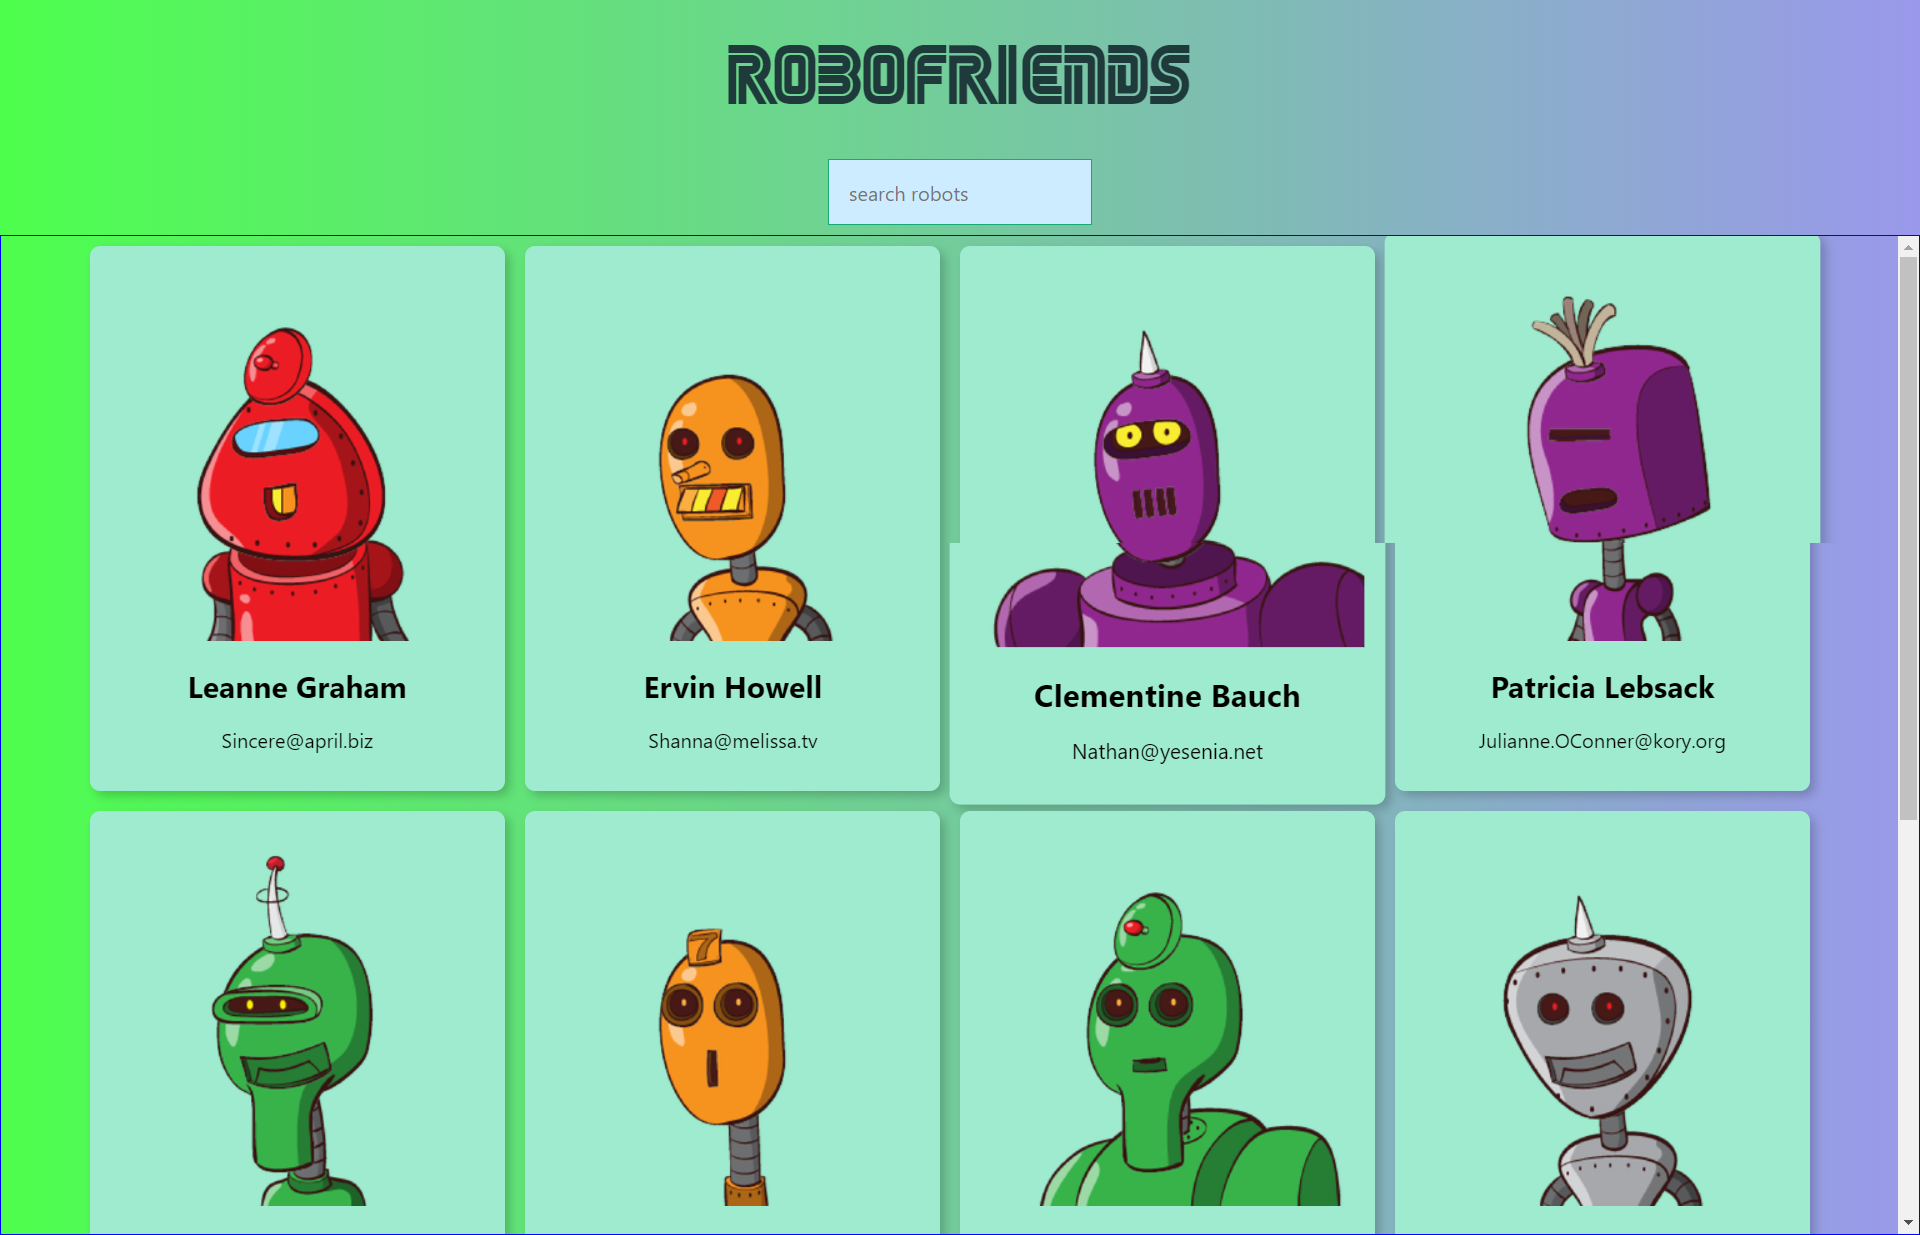 ROBOFRIENDS
search robots
Leanne Graham
Sincere@april.biz
Ervin Howell
Shanna@melissa.tv
Clementine Bauch
Nathan@yesenia.net
Patricia Lebsack
Julianne.OConner@kory.org
7